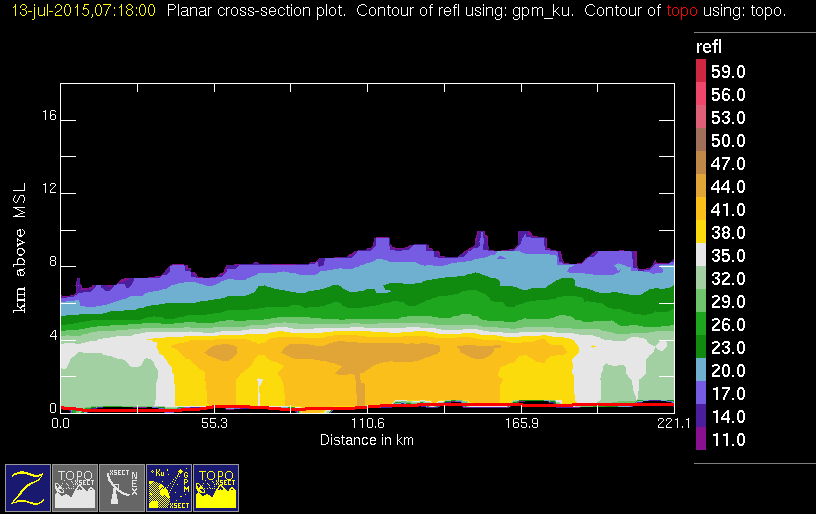 13-jul-2015,07:18:00 Planar cross-section plot. Contour of refl using: gpm_ku. Contour of topo using: topo.
refl
59.0
56.0
53.0
50.0
47.0
44.0
41.0
38.0
35.0
32.0
29.0
26.0
23.0
20.0
17.0
14.0
11.0
16
12
8
4
0
km above MSL
0.0 55.3 110.6 165.9 221.1
Distance in km
Z
TOPO
XSECT
XSECT
NEX
"Ku"
GPM
XSECT
TOPO
XSECT